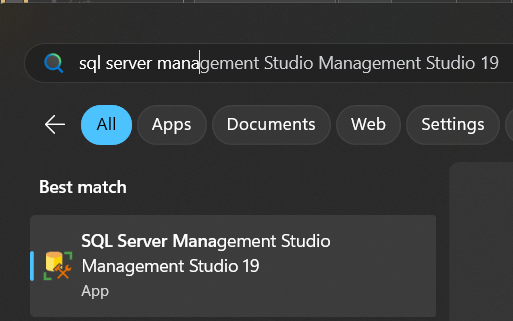 sql server management Studio Management Studio 19
All Apps Documents Web Settings
Best match
SQL Server Management Studio
Management Studio 19
App